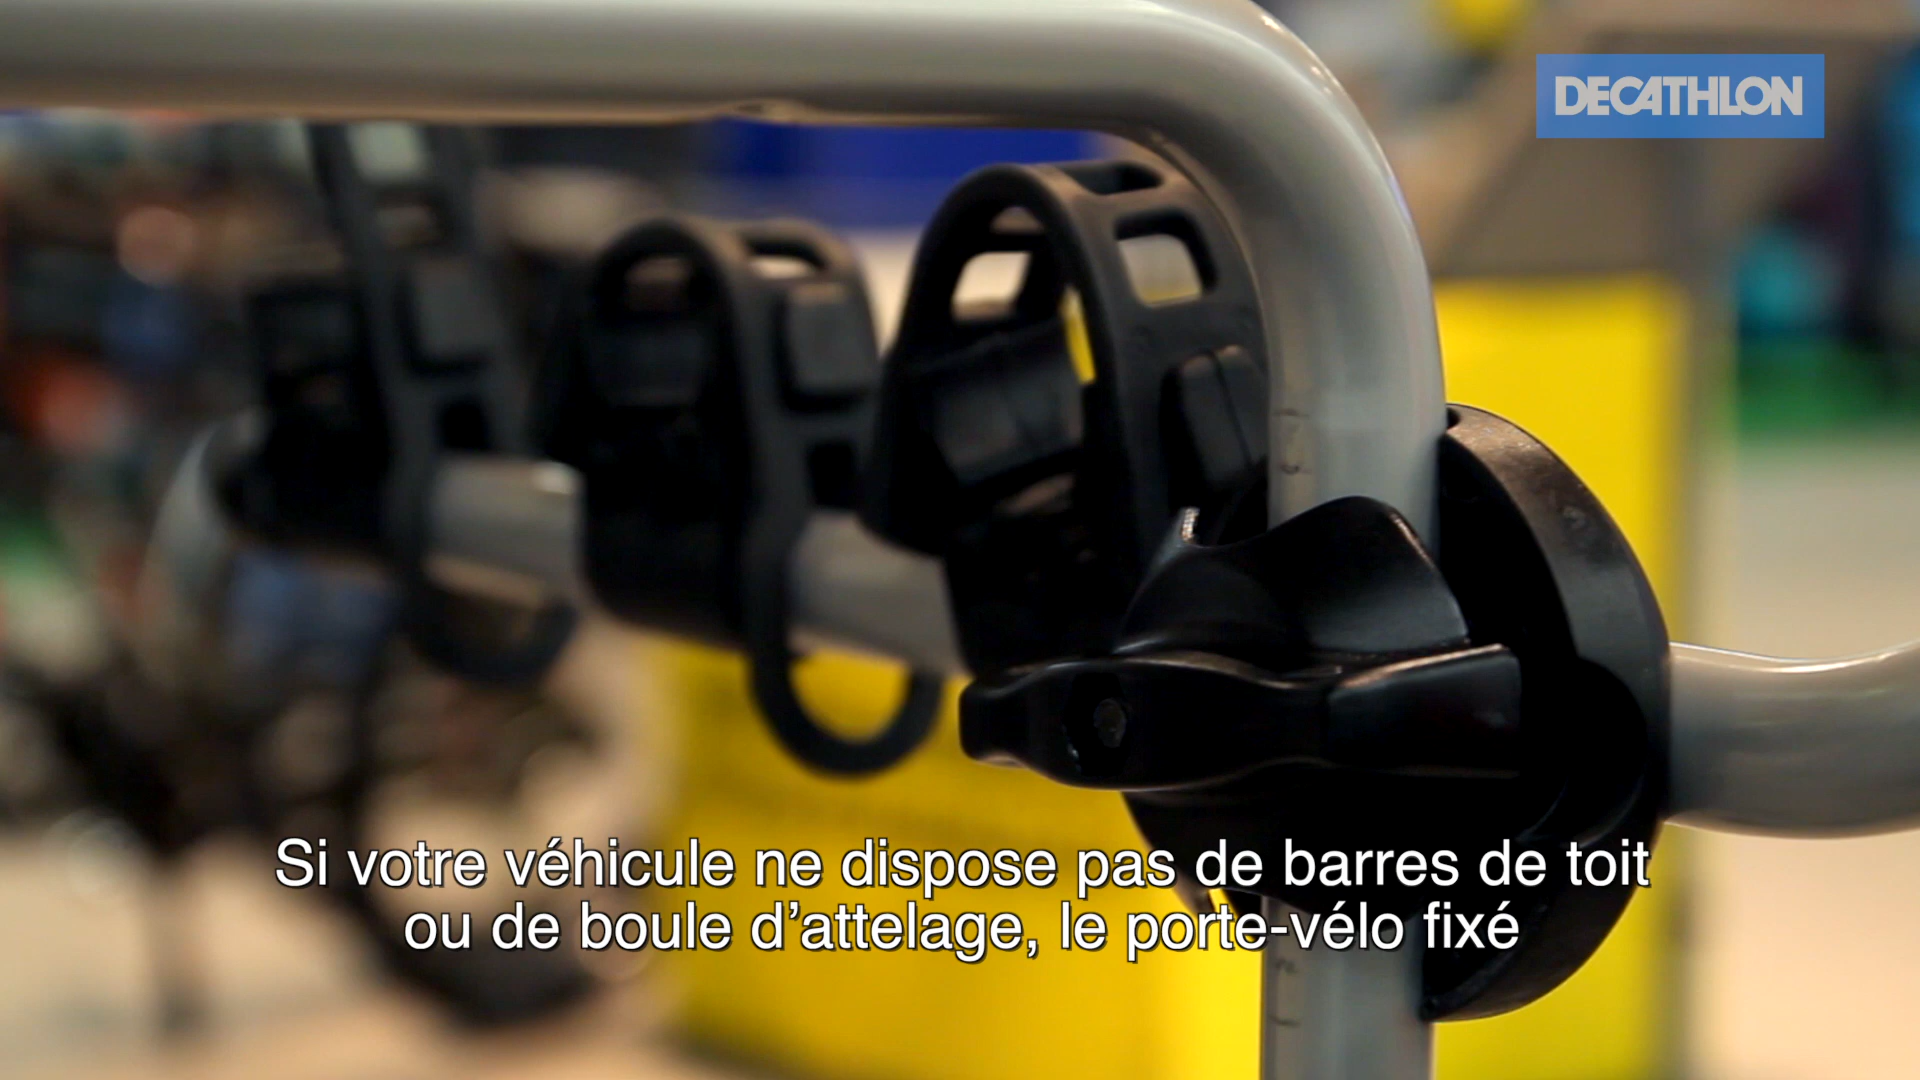 DECATHLON
Si votre véhicule ne dispose pas de barres de toit
ou de boule d’attelage, le porte-vélo fixé